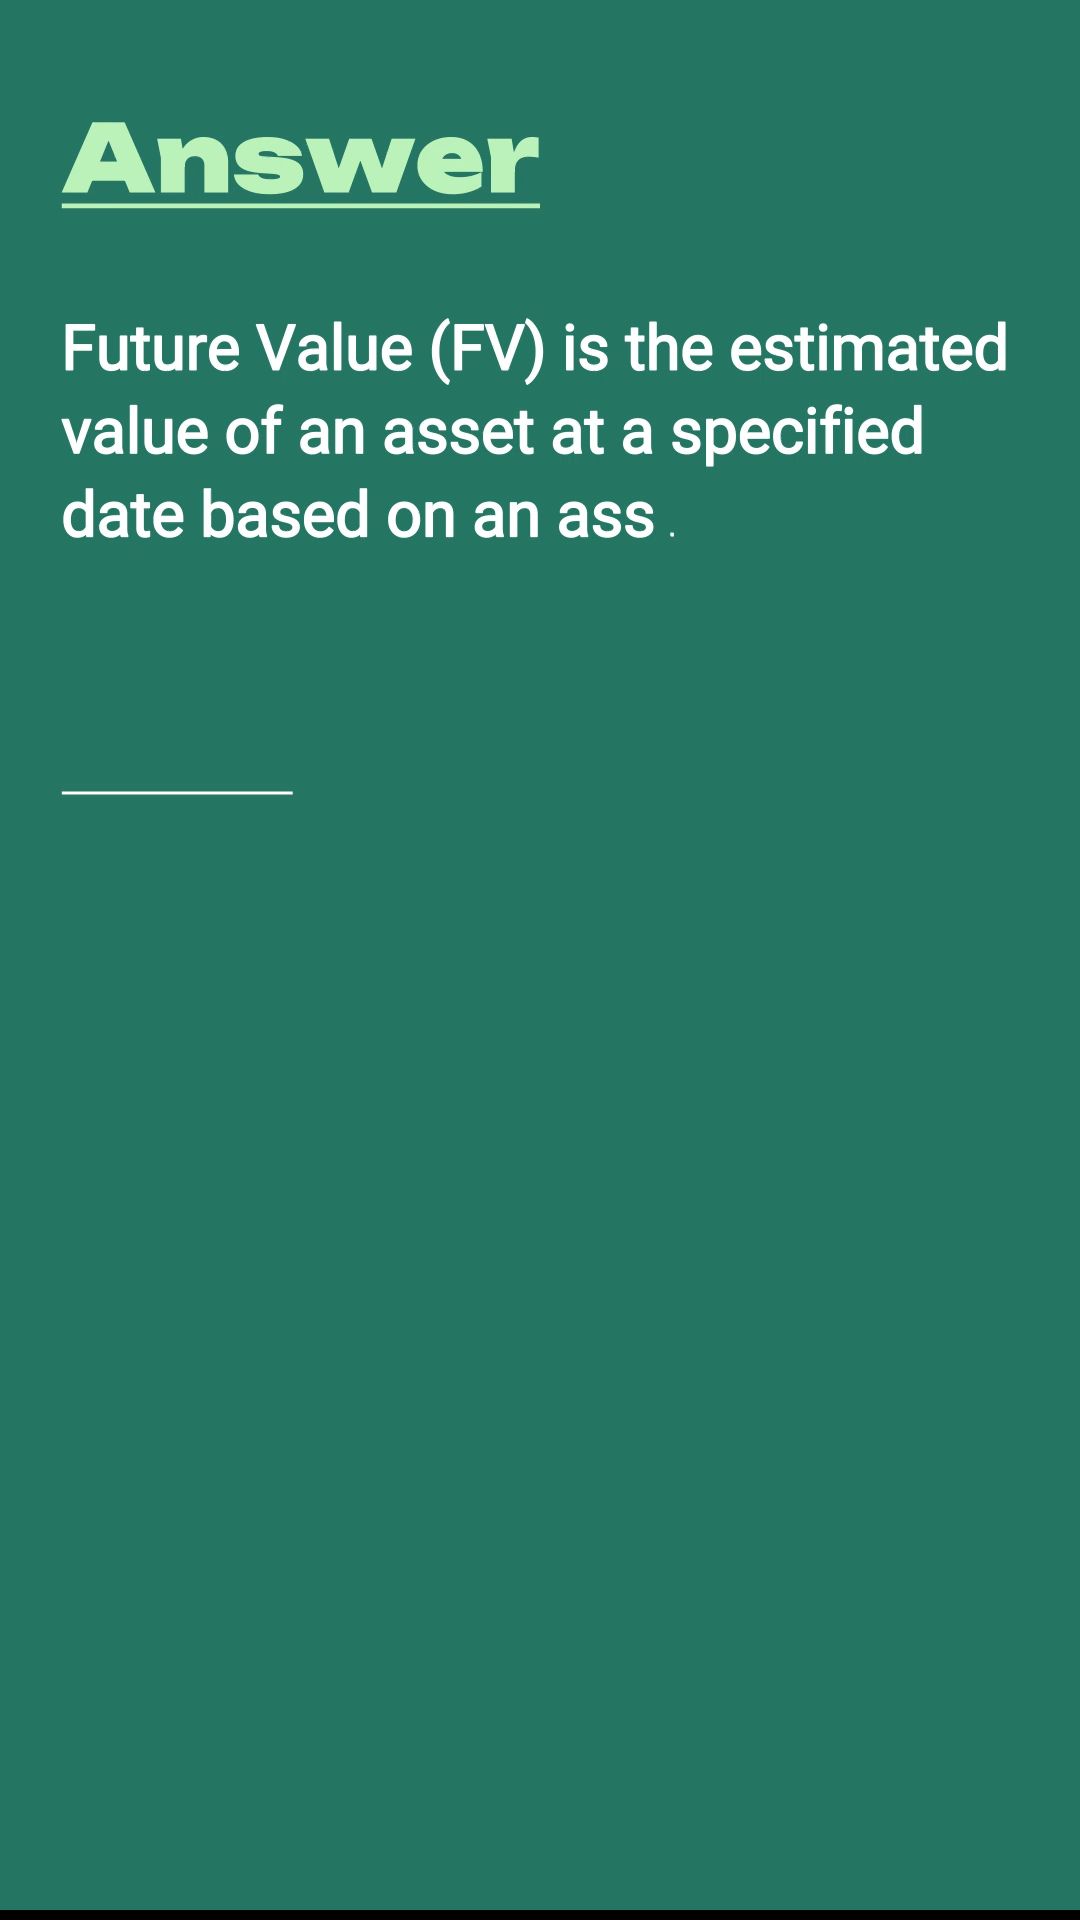 Answer
Future Value (FV) is the estimated
value of an asset at a specified
date based on an ass .